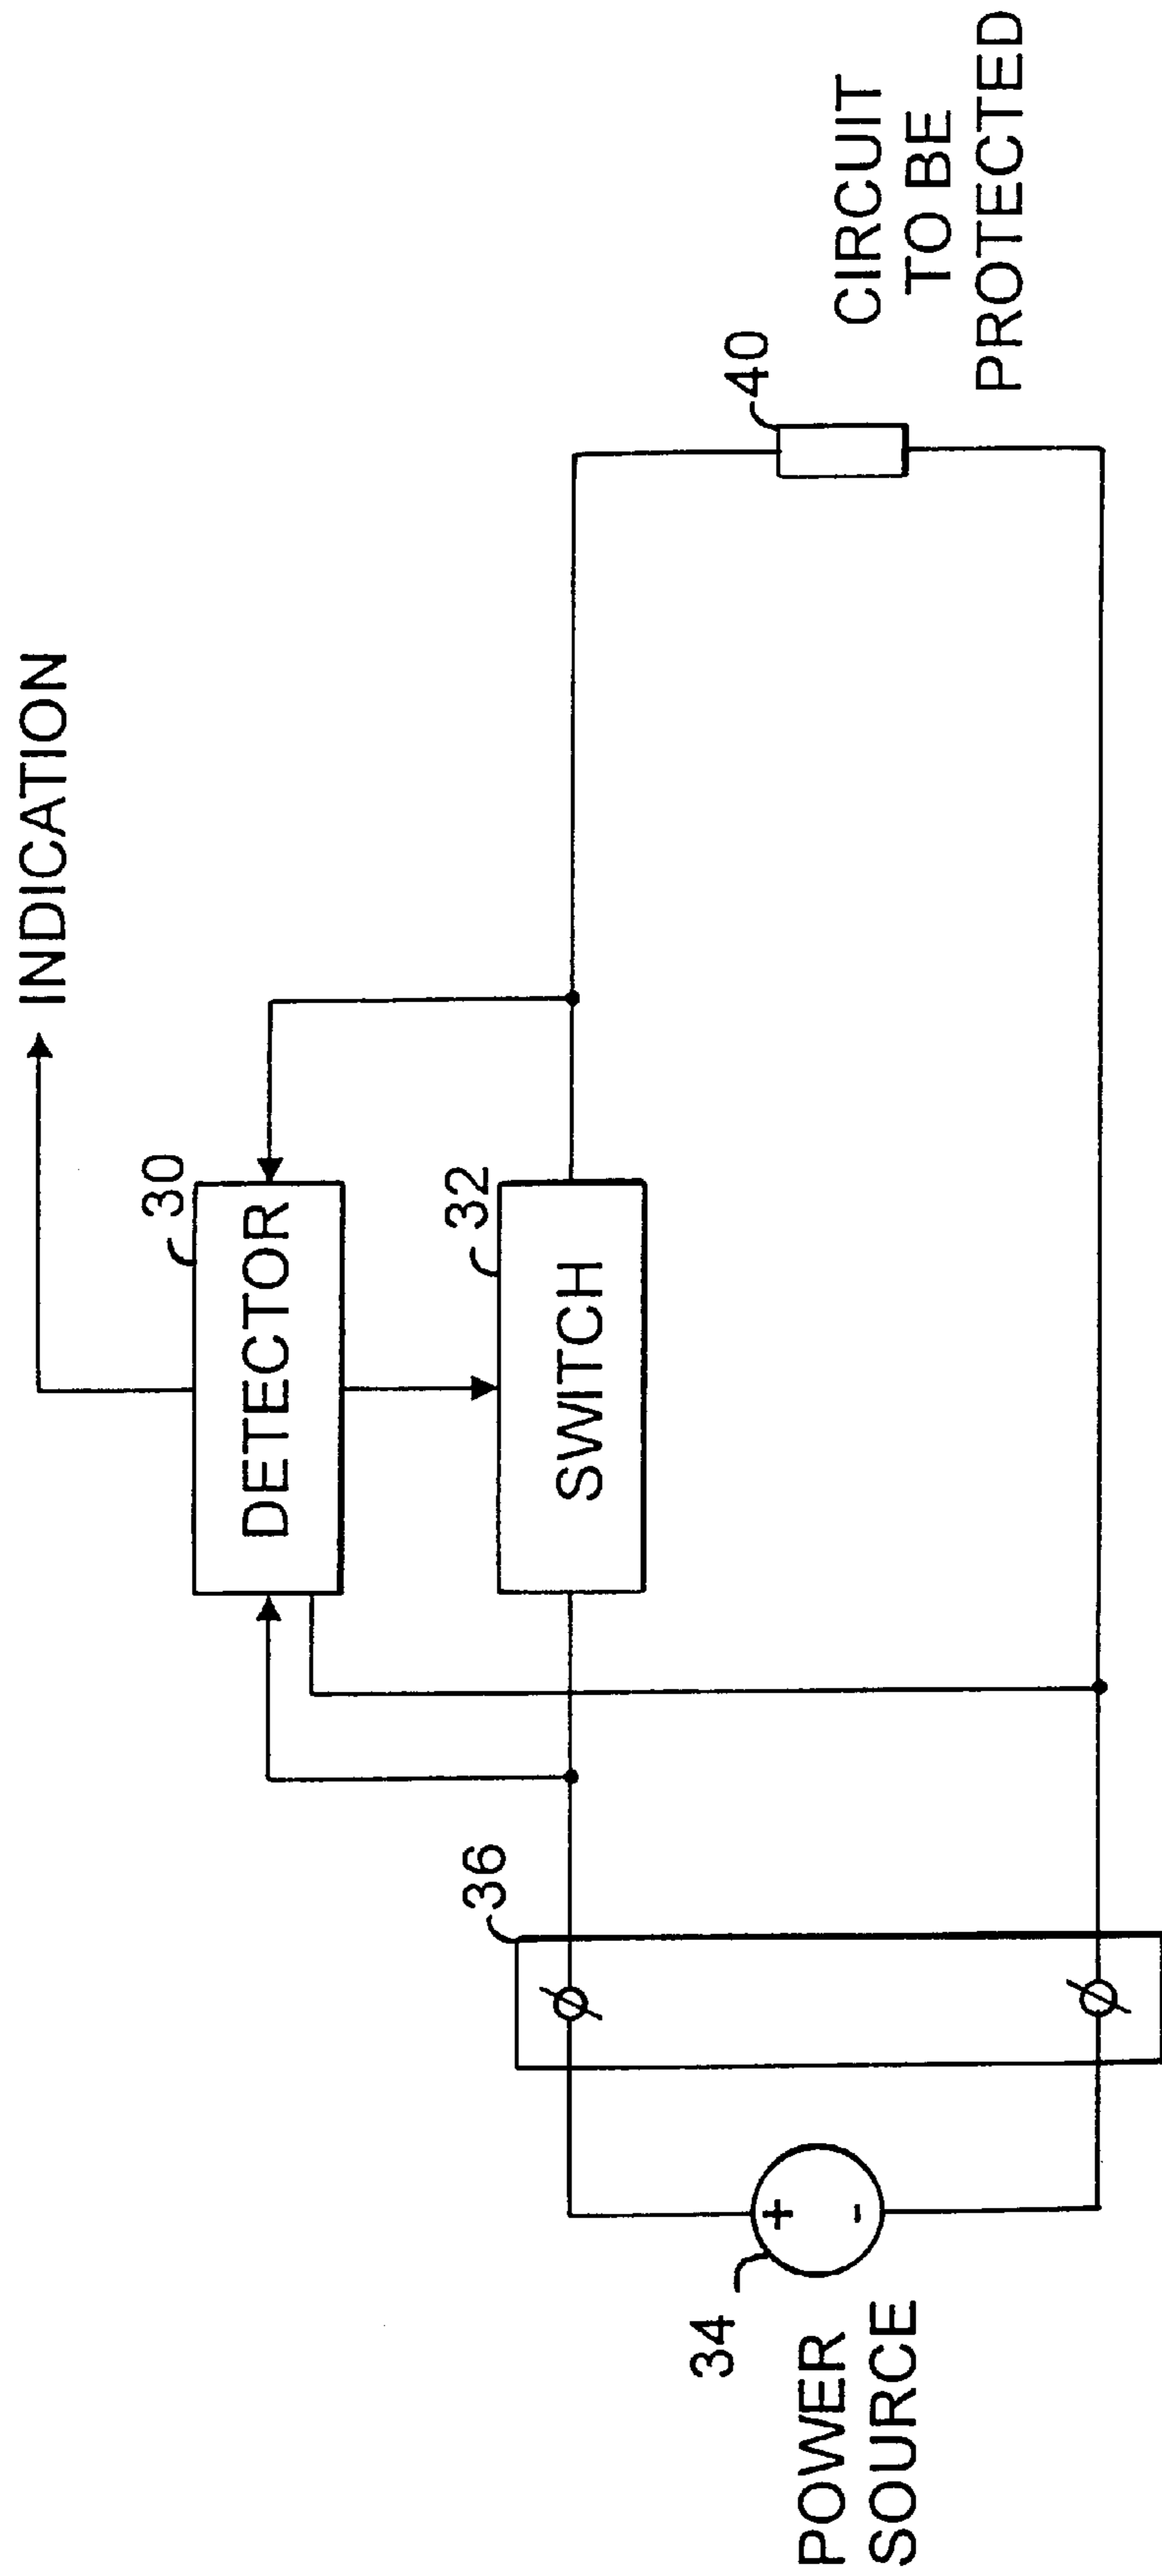 INDICATION
30
DETECTOR
32
SWITCH
36
34
+
-
POWER
SOURCE
40
CIRCUIT
TO BE
PROTECTED